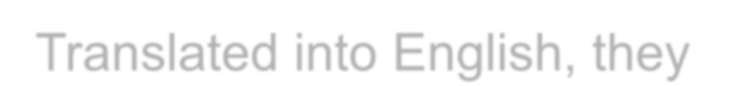 Translated into English, they